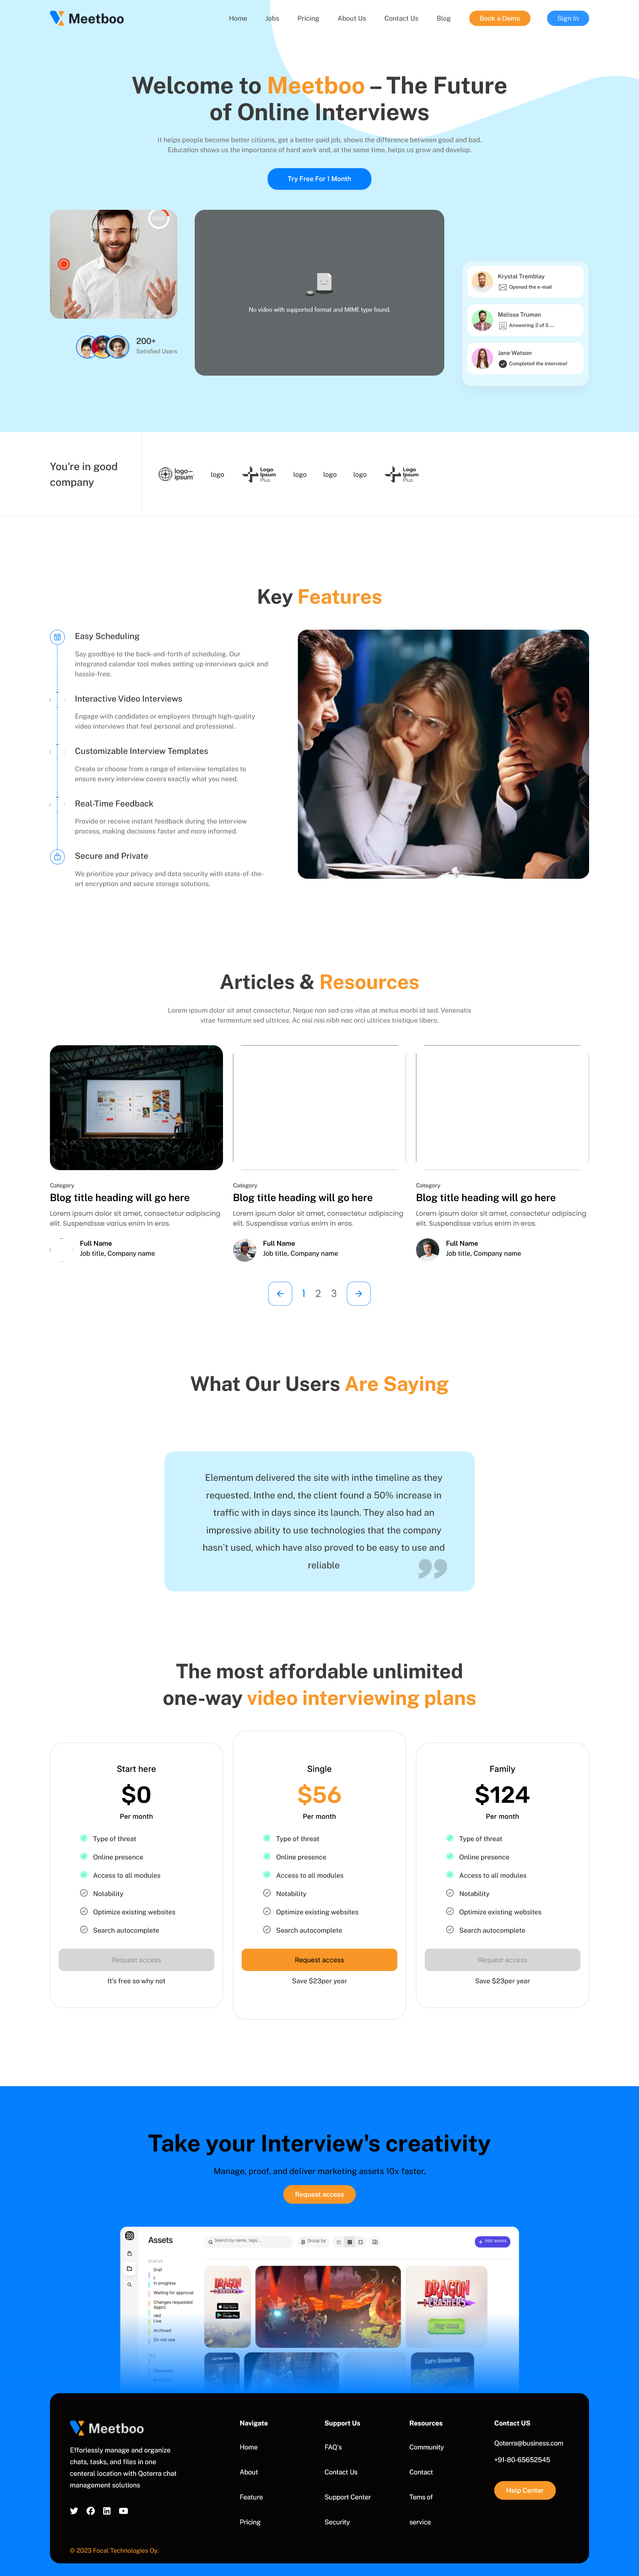 Meetboo
Home Jobs Pricing About Us Contact Us Blog Book a Demo Sign In
Welcome to Meetboo – The Future
of Online Interviews
It helps people become better citizens, get a better-paid job, shows the difference between good and bad.
Education shows us the importance of hard work and, at the same time, helps us grow and develop.
Try Free For 1 Month
No video with supported format and MIME type found.
200+
Satisfied Users
Krystal Tremblay
Opened the e-mail
Melissa Truman
Answering 2 of 5 ...
Jane Watson
Completed the interview!
You're in good
company
logo
ipsum
logo
Logo
Ipsum
Plus
logo
logo
logo
Logo
Ipsum
Plus
Key Features
Easy Scheduling
Say goodbye to the back-and-forth of scheduling. Our
integrated calendar tool makes setting up interviews quick and
hassle-free.
Interactive Video Interviews
Engage with candidates or employers through high-quality
video interviews that feel personal and professional.
Customizable Interview Templates
Create or choose from a range of interview templates to
ensure every interview covers exactly what you need.
Real-Time Feedback
Provide or receive instant feedback during the interview
process, making decisions faster and more informed.
Secure and Private
We prioritize your privacy and data security with state-of-the-
art encryption and secure storage solutions.
Articles & Resources
Lorem ipsum dolor sit amet consectetur. Neque non sed cras vitae at metus morbi id sed. Venenatis
vitae fermentum sed ultrices. Ac nisi nisi nibh nec orci ultrices tristique libero.
Category
Blog title heading will go here
Lorem ipsum dolor sit amet, consectetur adipiscing
elit. Suspendisse varius enim in eros.
Full Name
Job title, Company name
Category
Blog title heading will go here
Lorem ipsum dolor sit amet, consectetur adipiscing
elit. Suspendisse varius enim in eros.
Full Name
Job title, Company name
Category
Blog title heading will go here
Lorem ipsum dolor sit amet, consectetur adipiscing
elit. Suspendisse varius enim in eros.
Full Name
Job title, Company name
1 2 3
What Our Users Are Saying
Elementum delivered the site with inthe timeline as they
requested. Inthe end, the client found a 50% increase in
traffic with in days since its launch. They also had an
impressive ability to use technologies that the company
hasn`t used, which have also proved to be easy to use and
reliable
The most affordable unlimited
one-way video interviewing plans
Start here
$0
Per month
Type of threat
Online presence
Access to all modules
Notability
Optimize existing websites
Search autocomplete
Request access
It's free so why not
Single
$56
Per month
Type of threat
Online presence
Access to all modules
Notability
Optimize existing websites
Search autocomplete
Request access
Save $23per year
Family
$124
Per month
Type of threat
Online presence
Access to all modules
Notability
Optimize existing websites
Search autocomplete
Request access
Save $23per year
Take your Interview's creativity
Manage, proof, and deliver marketing assets 10x faster.
Request access
Assets
Search by name, tags...
Group by
Add assets
STATUS
Draf
t
In progress
Waiting for approval
Changes requested
Appro
ved
Live
Archived
Do not use
DRAGON
CRASHERS
App Store
Google Play
DRAGON
CRASHERS
Play Now!
Earn Rewards!
Meetboo
Efforlessly manage and organize
chats, tasks, and files in one
centeral location with Qoterra chat
management solutions
© 2023 Focal Technologies Oy.
Navigate
Home
About
Feature
Pricing
Support Us
FAQ's
Contact Us
Support Center
Security
Resources
Community
Contact
Tems of
service
Contact US
Qoterra@business.com
+91-80-65652545
Help Center